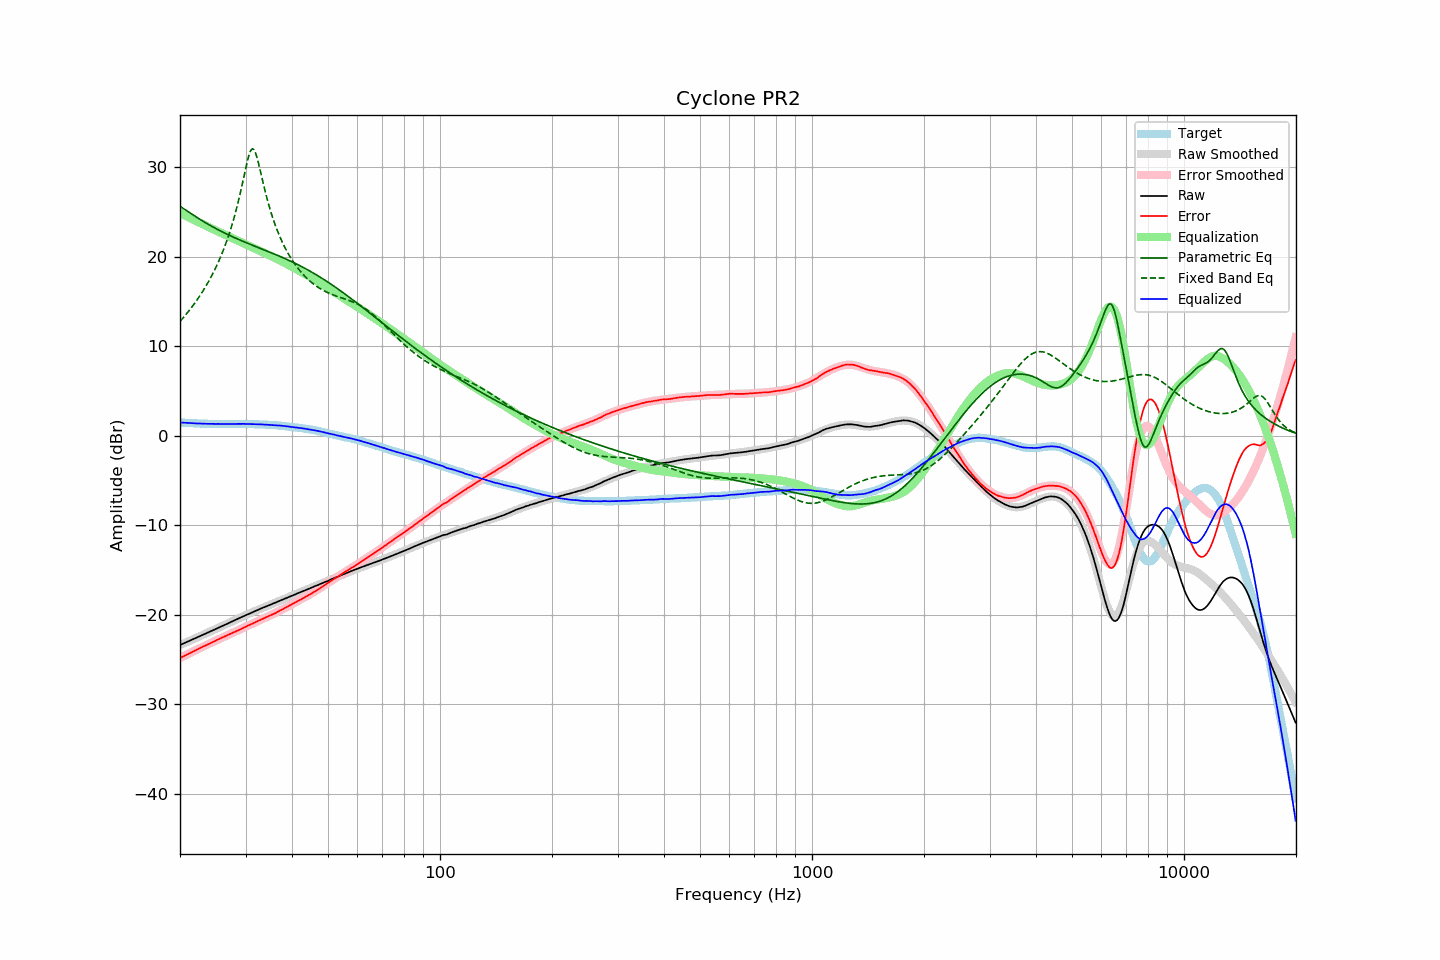 Cyclone PR2
Target
Raw Smoothed
Error Smoothed
Raw
Error
Equalization
Parametric Eq
Fixed Band Eq
Equalized
30
20
10
0
−10
−20
−30
−40
Amplitude (dBr)
100
1000
10000
Frequency (Hz)